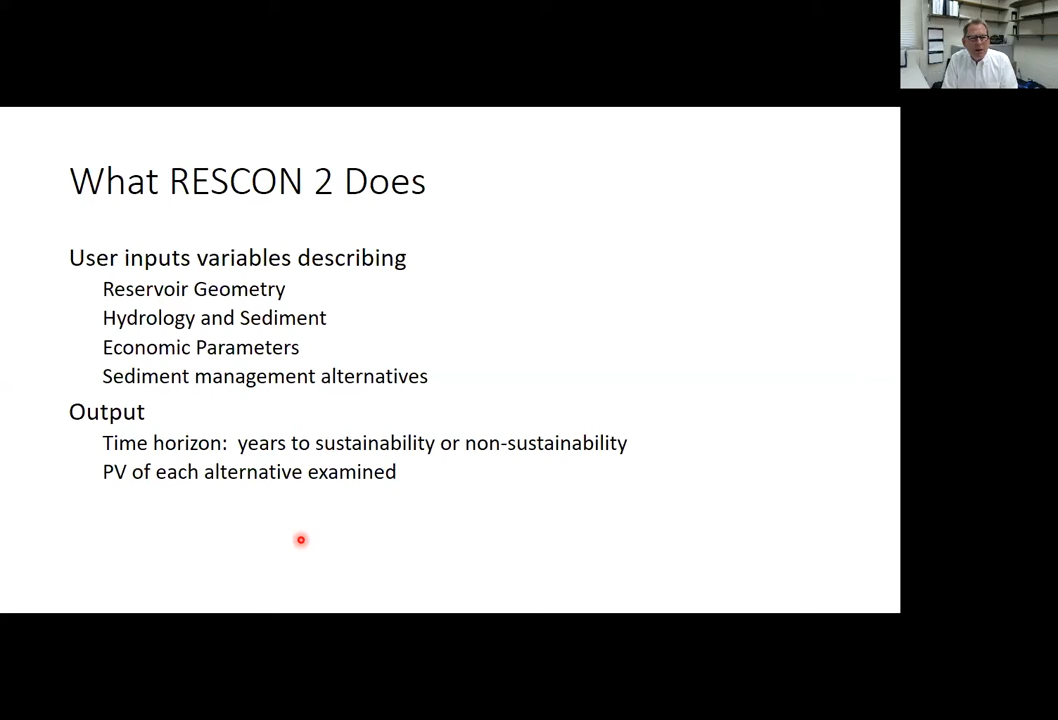 What RESCON 2 Does
User inputs variables describing
Reservoir Geometry
Hydrology and Sediment
Economic Parameters
Sediment management alternatives
Output
Time horizon:  years to sustainability or non-sustainability
PV of each alternative examined